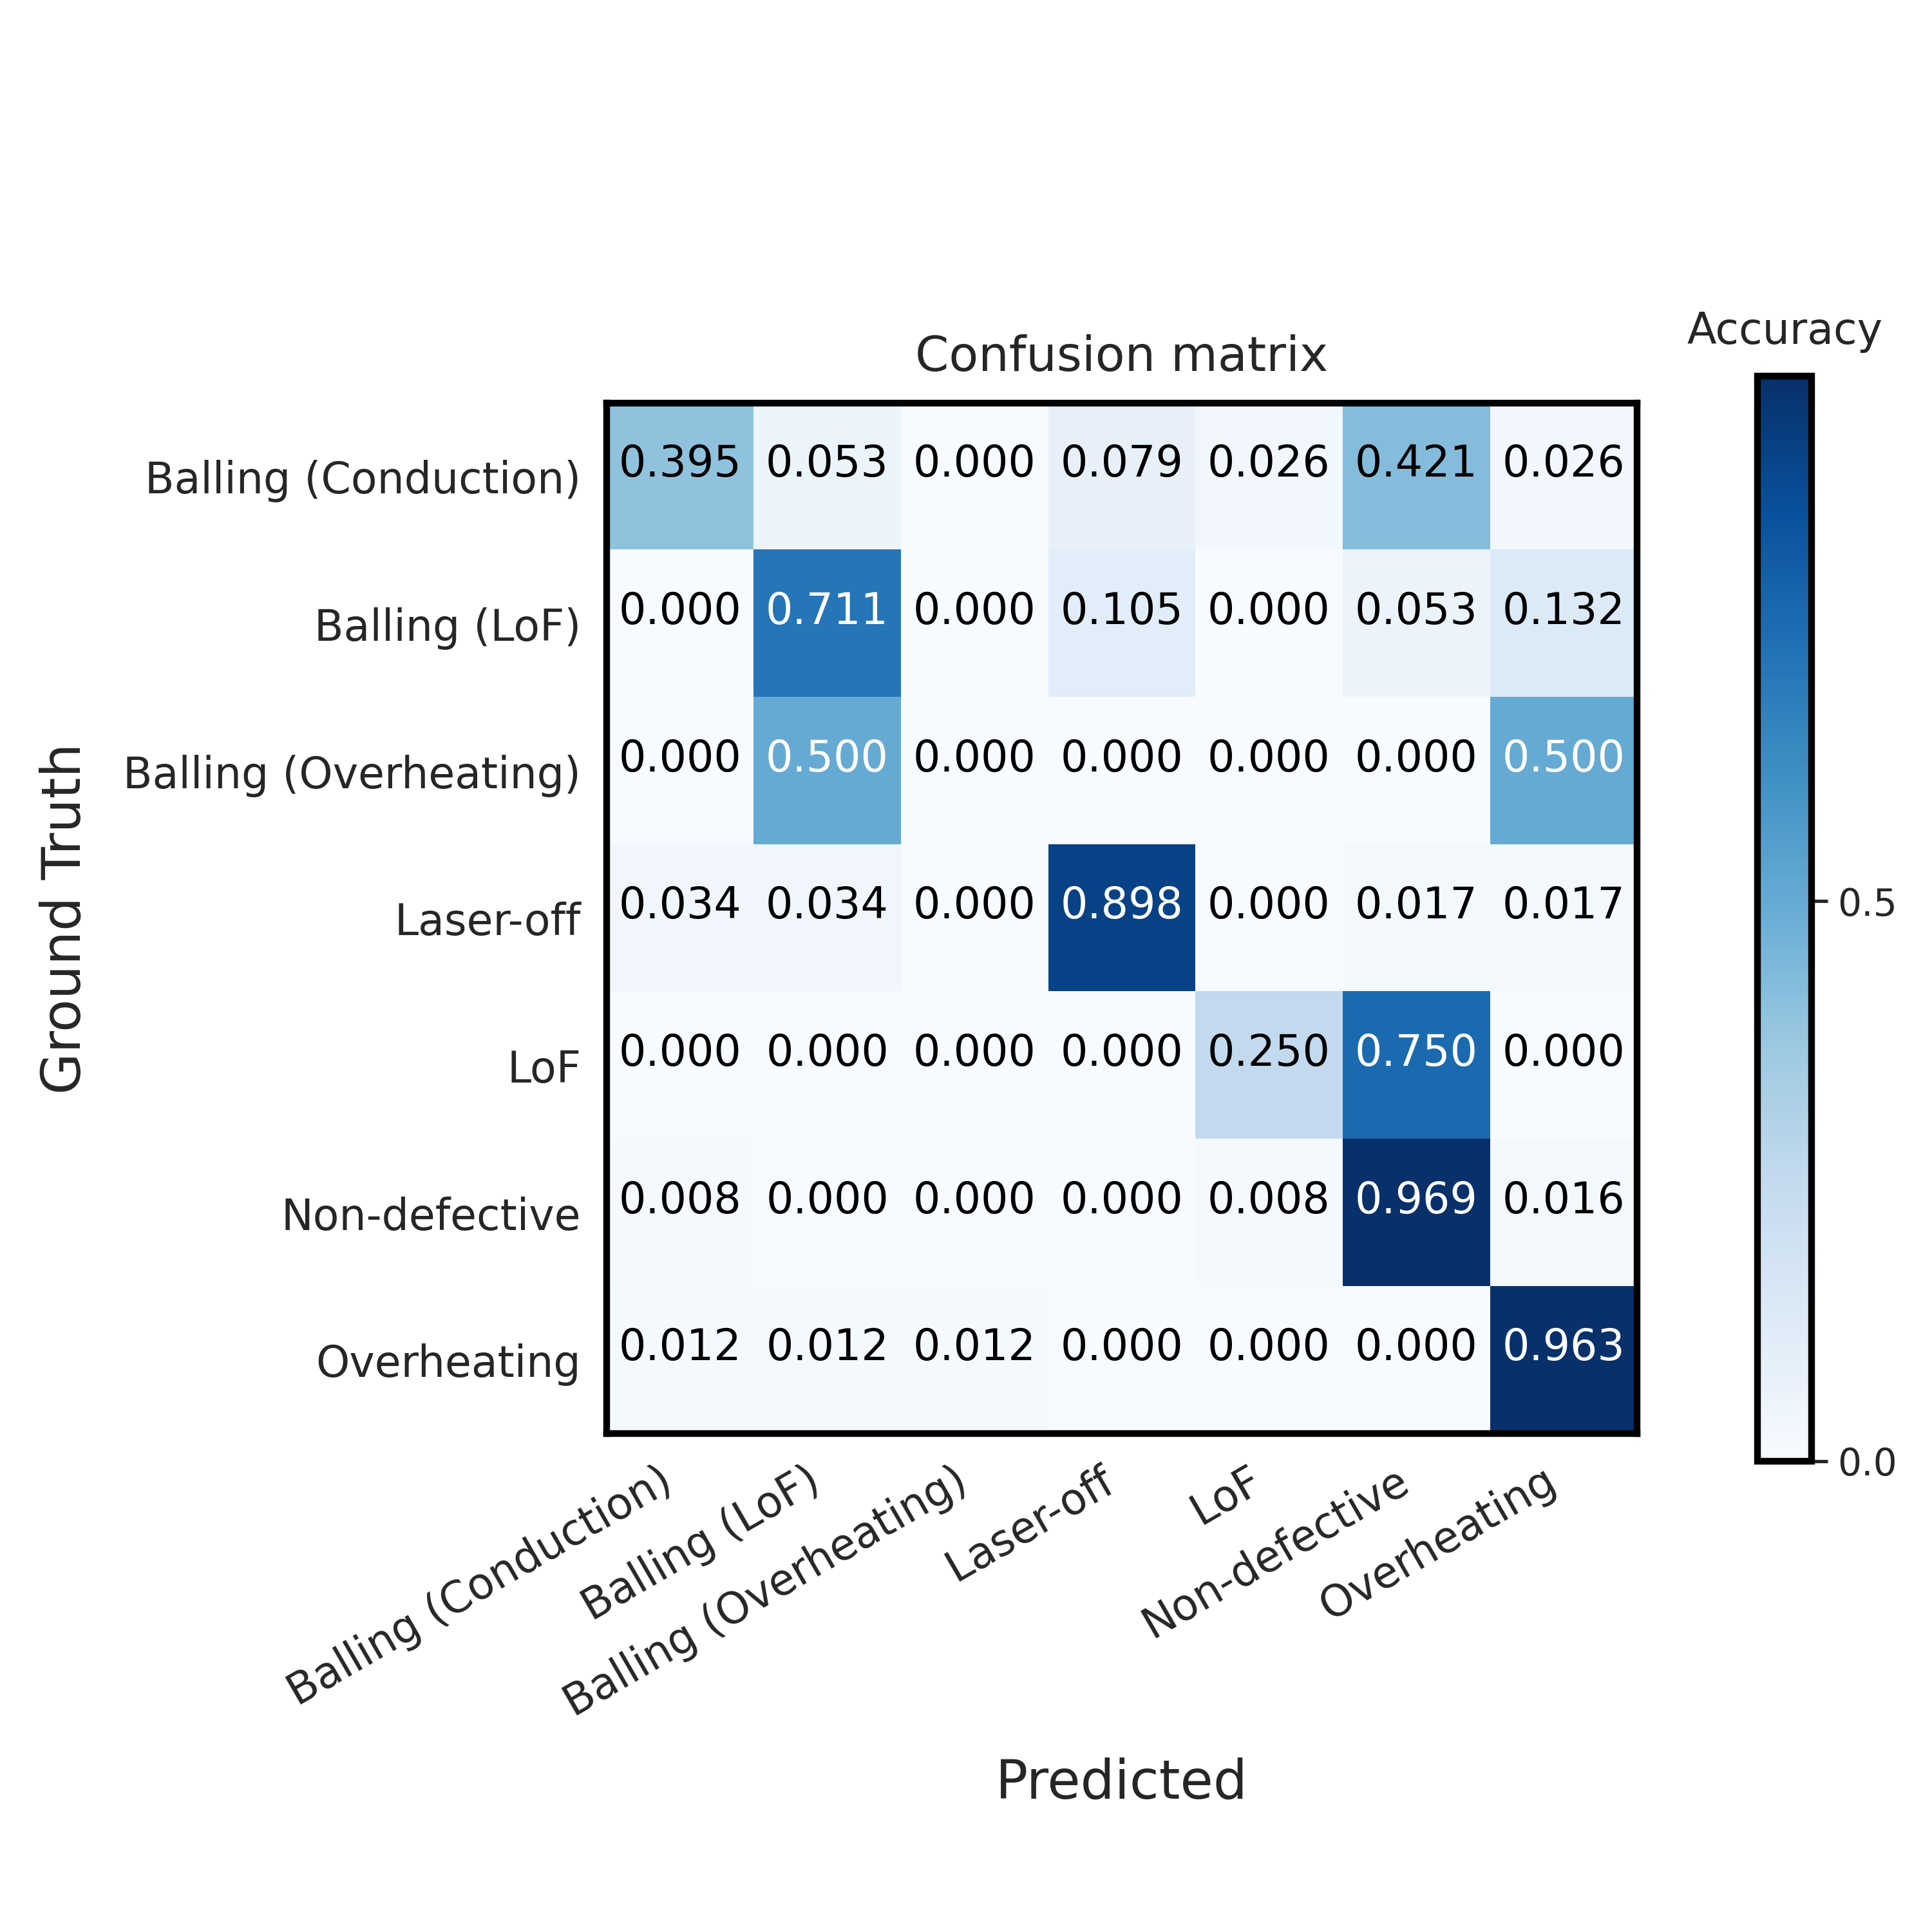 Accuracy
Confusion matrix
Balling (Conduction) 0.395 0.053 0.000 0.079 0.026 0.421 0.026
Balling (LoF) 0.000 0.711 0.000 0.105 0.000 0.053 0.132
Balling (Overheating) 0.000 0.500 0.000 0.000 0.000 0.000 0.500
Laser-off 0.034 0.034 0.000 0.898 0.000 0.017 0.017
LoF 0.000 0.000 0.000 0.000 0.250 0.750 0.000
Non-defective 0.008 0.000 0.000 0.000 0.008 0.969 0.016
Overheating 0.012 0.012 0.012 0.000 0.000 0.000 0.963
Ground Truth
0.5
0.0
Balling (Conduction)
Balling (LoF)
Balling (Overheating)
Laser-off
LoF
Non-defective
Overheating
Predicted